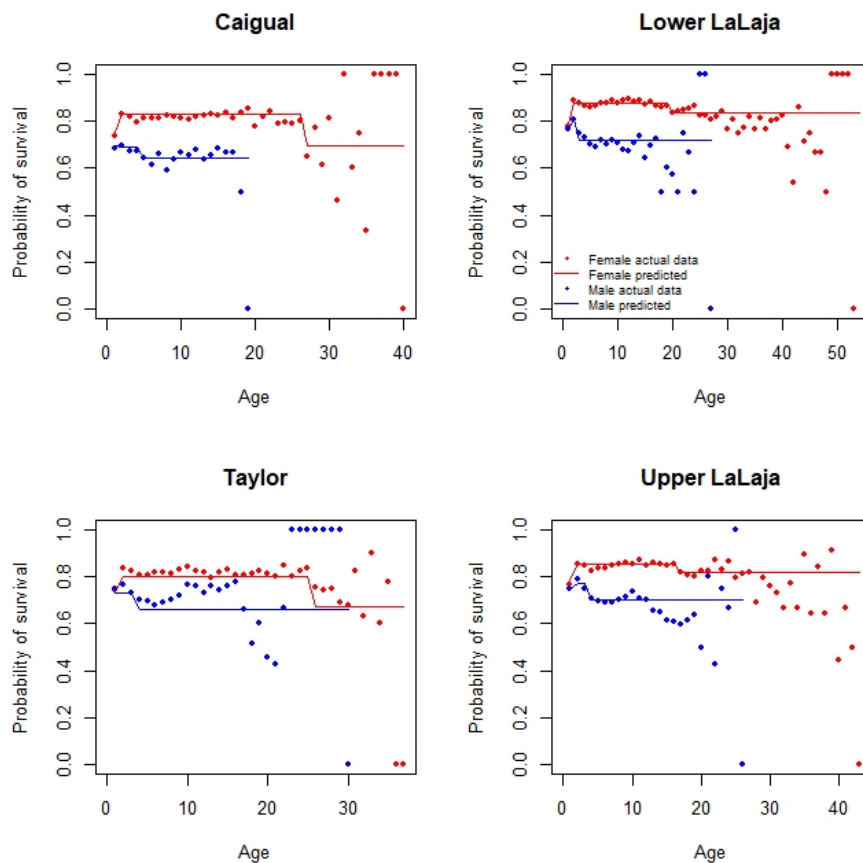 Caigual
Probability of survival
1.0
0.8
0.6
0.4
0.2
0.0
0 10 20 30 40
Age
Lower LaLaja
Probability of survival
1.0
0.8
0.6
0.4
0.2
0.0
Female actual data
Female predicted
Male actual data
Male predicted
0 10 20 30 40 50
Age
Taylor
Probability of survival
1.0
0.8
0.6
0.4
0.2
0.0
0 10 20 30
Age
Upper LaLaja
Probability of survival
1.0
0.8
0.6
0.4
0.2
0.0
0 10 20 30 40
Age